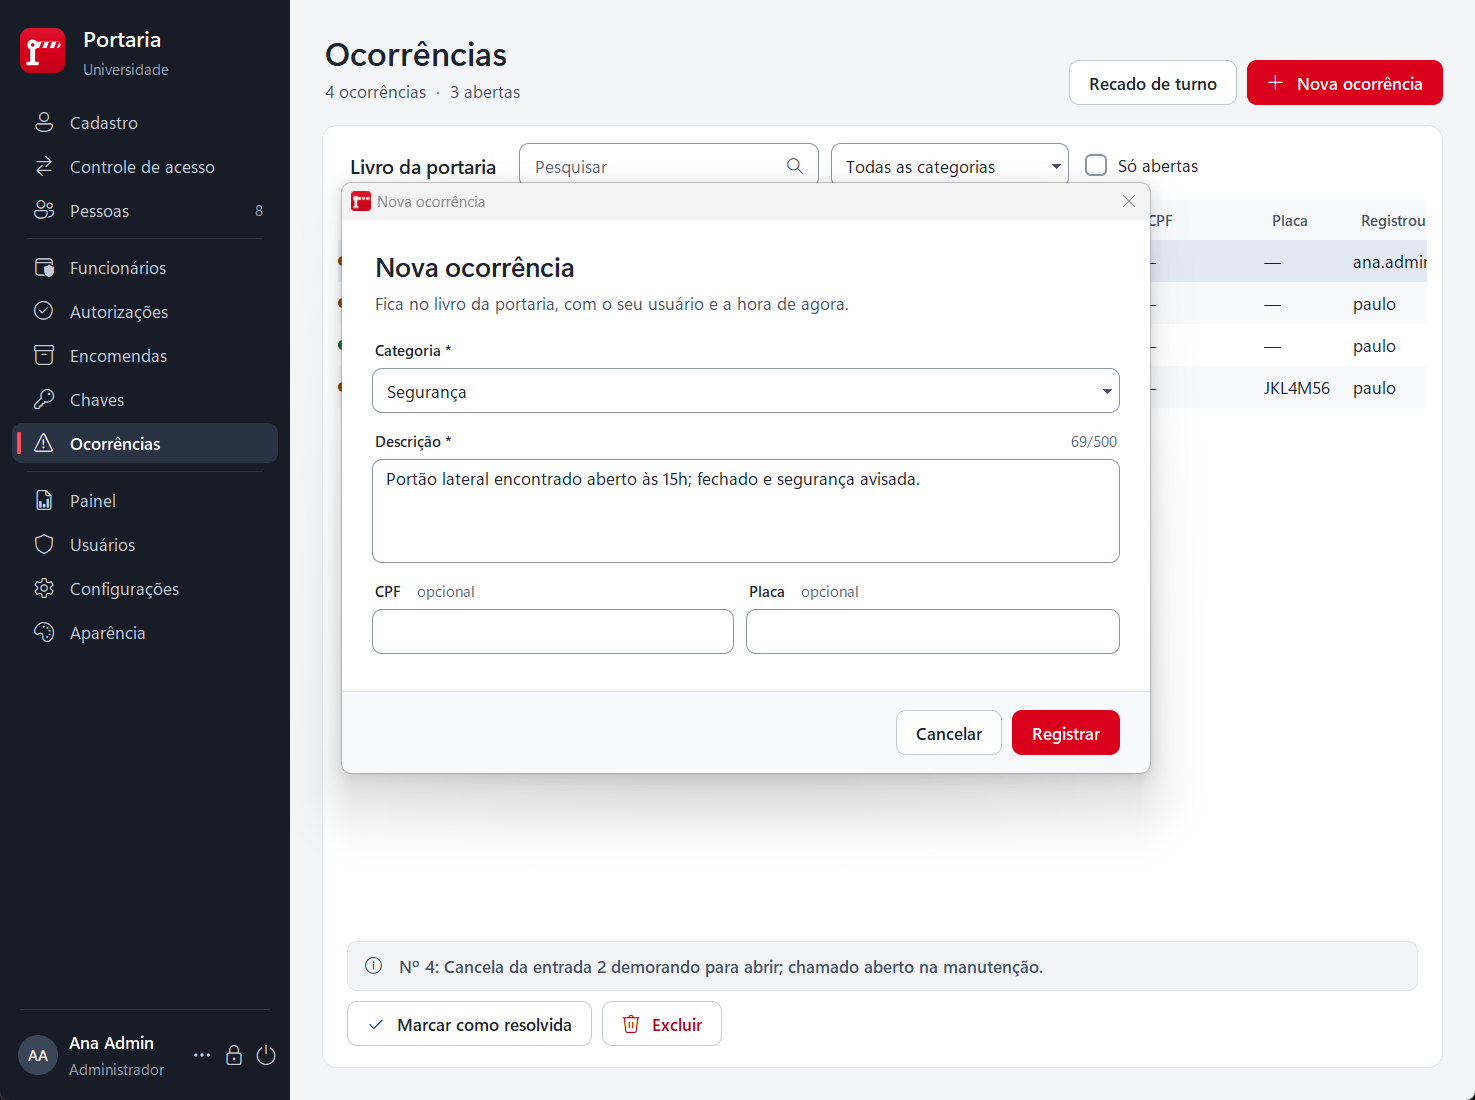 Portaria
Universidade
Cadastro
Controle de acesso
Pessoas 8
Funcionários
Autorizações
Encomendas
Chaves
Ocorrências
Painel
Usuários
Configurações
Aparência
AA
Ana Admin
Administrador
Ocorrências
4 ocorrências · 3 abertas
Recado de turno
+ Nova ocorrência
Livro da portaria
Pesquisar
Todas as categorias
Só abertas
CPF Placa Registrou
— — ana.admin
— — paulo
— — paulo
— JKL4M56 paulo
Nova ocorrência
Nova ocorrência
Fica no livro da portaria, com o seu usuário e a hora de agora.
Categoria *
Segurança
Descrição * 69/500
Portão lateral encontrado aberto às 15h; fechado e segurança avisada.
CPF opcional
Placa opcional
Cancelar
Registrar
Nº 4: Cancela da entrada 2 demorando para abrir; chamado aberto na manutenção.
Marcar como resolvida
Excluir